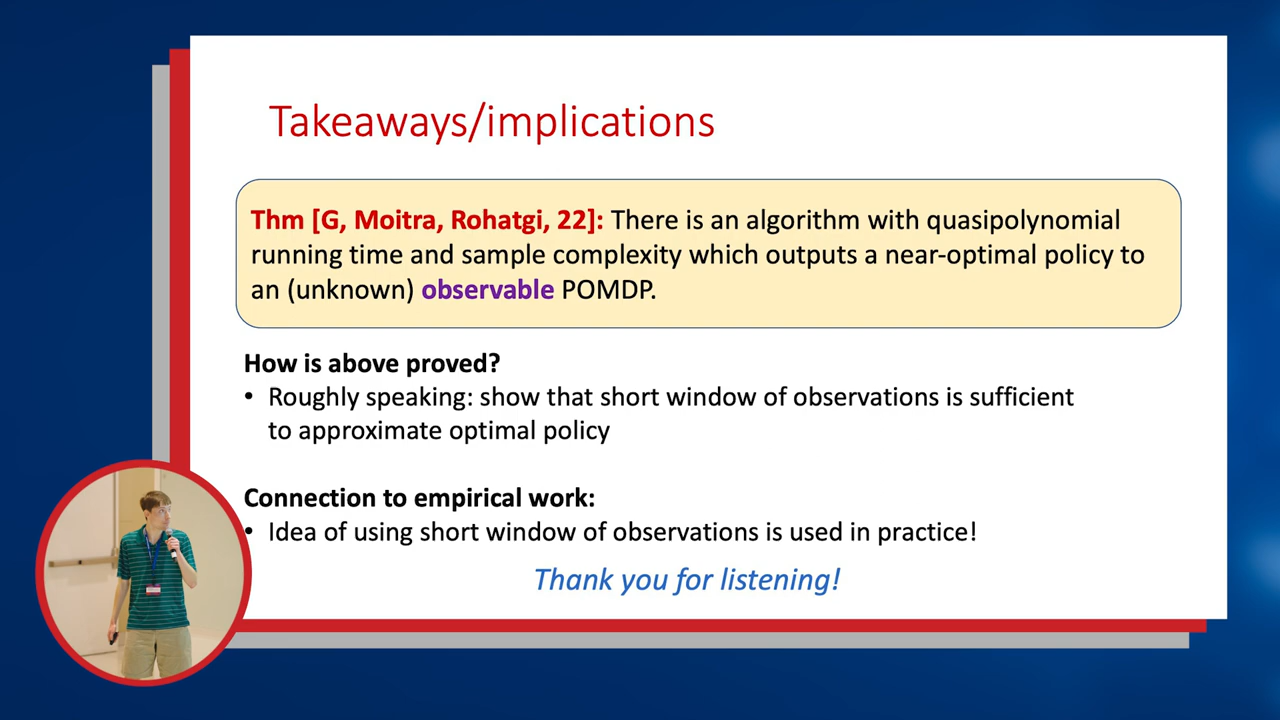 Takeaways/implications
Thm [G, Moitra, Rohatgi, 22]: There is an algorithm with quasipolynomial
running time and sample complexity which outputs a near-optimal policy to
an (unknown) observable POMDP.
How is above proved?
• Roughly speaking: show that short window of observations is sufficient
to approximate optimal policy
Connection to empirical work:
• Idea of using short window of observations is used in practice!
Thank you for listening!